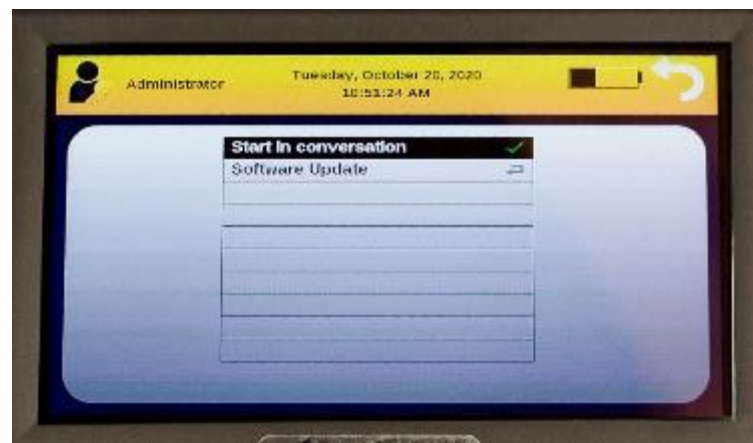 Administrator
Tuesday, October 20, 2020
10:51:24 AM
Start in conversation
Software Update